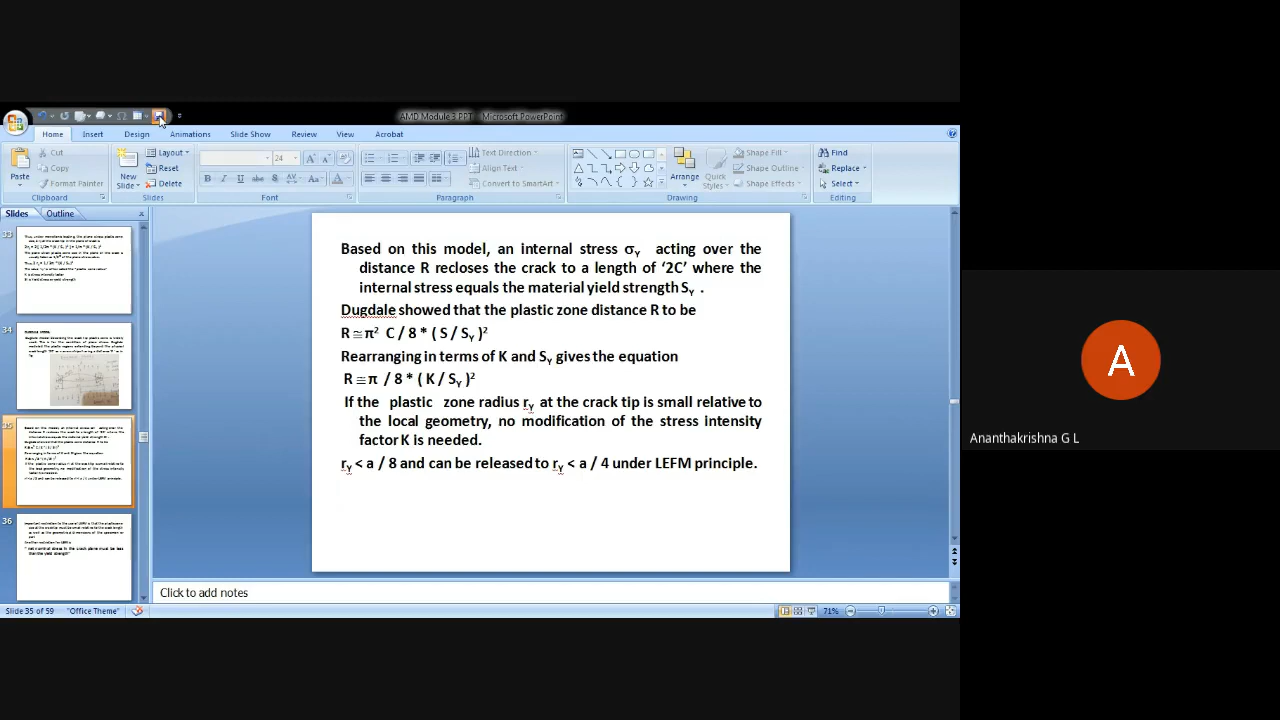 AMD Module 3 PPT - Microsoft PowerPoint
Home Insert Design Animations Slide Show Review View Acrobat
Paste
Cut
Copy
Format Painter
Clipboard
New Slide
Layout
Reset
Delete
Slides
24
Font
Text Direction
Align Text
Convert to SmartArt
Paragraph
Arrange
Quick Styles
Shape Fill
Shape Outline
Shape Effects
Drawing
Find
Replace
Select
Editing
Slides Outline
33
34
35
36
Based on this model, an internal stress σY acting over the
distance R recloses the crack to a length of ‘2C’ where the
internal stress equals the material yield strength SY .
Dugdale showed that the plastic zone distance R to be
R ≅ π² C / 8 * ( S / SY )²
Rearranging in terms of K and SY gives the equation
R ≅ π / 8 * ( K / SY )²
If the plastic zone radius rY at the crack tip is small relative to
the local geometry, no modification of the stress intensity
factor K is needed.
rY < a / 8 and can be released to rY < a / 4 under LEFM principle.
Click to add notes
Slide 35 of 59 "Office Theme" 71%
A
Ananthakrishna G L